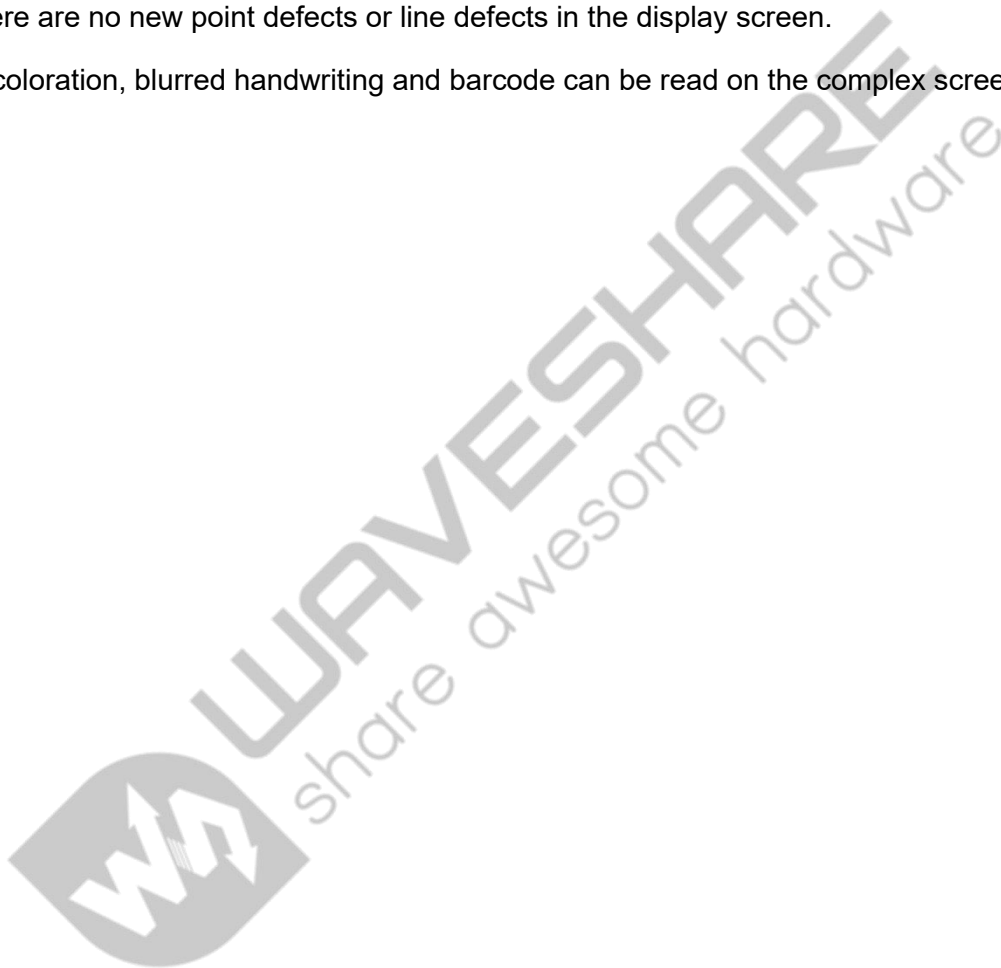 ere are no new point defects or line defects in the display screen.
coloration, blurred handwriting and barcode can be read on the complex scree
WAVESHARE
share awesome hardware